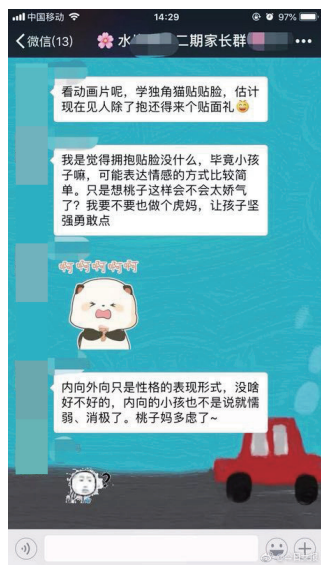 中国移动 14:29 97%
微信(13) 水 二期家长群
看动画片呢，学独角猫贴贴脸，估计
现在见人除了抱还得来个贴面礼
我是觉得拥抱贴脸没什么，毕竟小孩
子嘛，可能表达情感的方式比较简
单。只是想桃子这样会不会太娇气
了？我要不要也做个虎妈，让孩子坚
强勇敢点
啊啊啊啊啊
内向外向只是性格的表现形式，没啥
好不好的，内向的小孩也不是说就懦
弱、消极了。桃子妈多虑了~
?